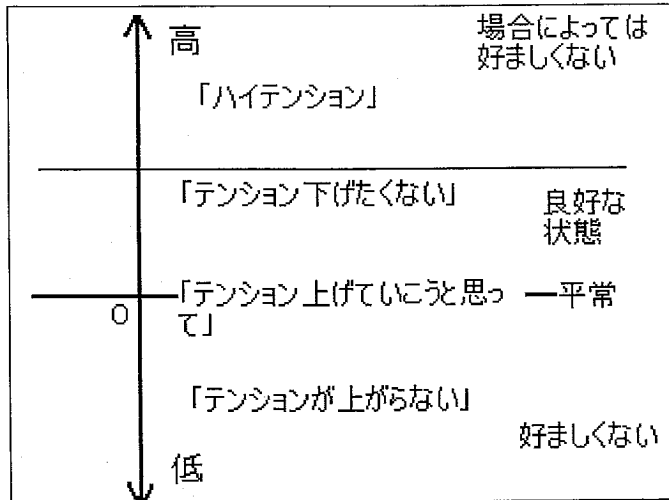 高
場合によっては
好ましくない
「ハイテンション」
「テンション下げたくない」
良好な
状態
「テンション上げていこうと思っ
て」
平常
0
「テンションが上がらない」
好ましくない
低